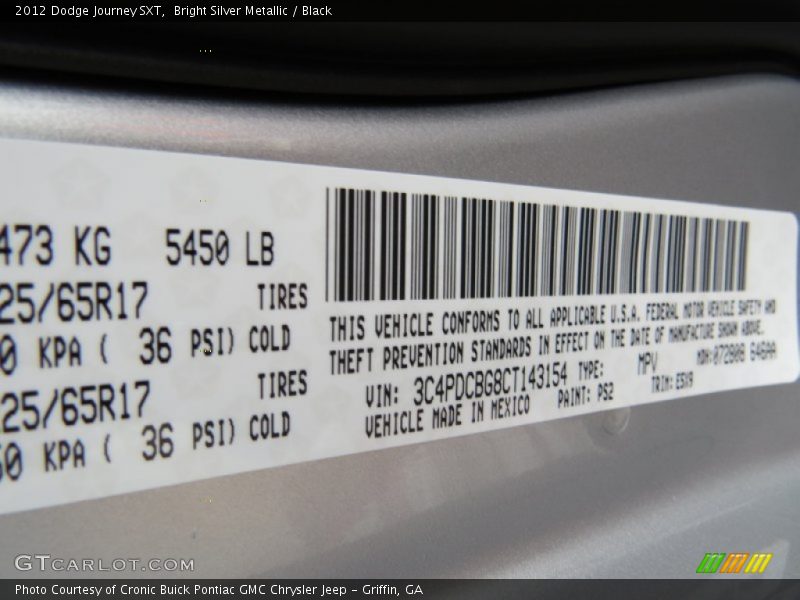 2012 Dodge Journey SXT, Bright Silver Metallic / Black
473 KG 5450 LB
25/65R17 TIRES
0 KPA ( 36 PSI) COLD
25/65R17 TIRES
50 KPA ( 36 PSI) COLD
THIS VEHICLE CONFORMS TO ALL APPLICABLE U.S.A. FEDERAL MOTOR VEHICLE SAFETY AND
THEFT PREVENTION STANDARDS IN EFFECT ON THE DATE OF MANUFACTURE SHOWN ABOVE.
VIN: 3C4PDCBG8CT143154 TYPE: MPV MDH:072808
VEHICLE MADE IN MEXICO PAINT: PS2 TRIM:
GTCARLOT.COM
Photo Courtesy of Cronic Buick Pontiac GMC Chrysler Jeep - Griffin, GA